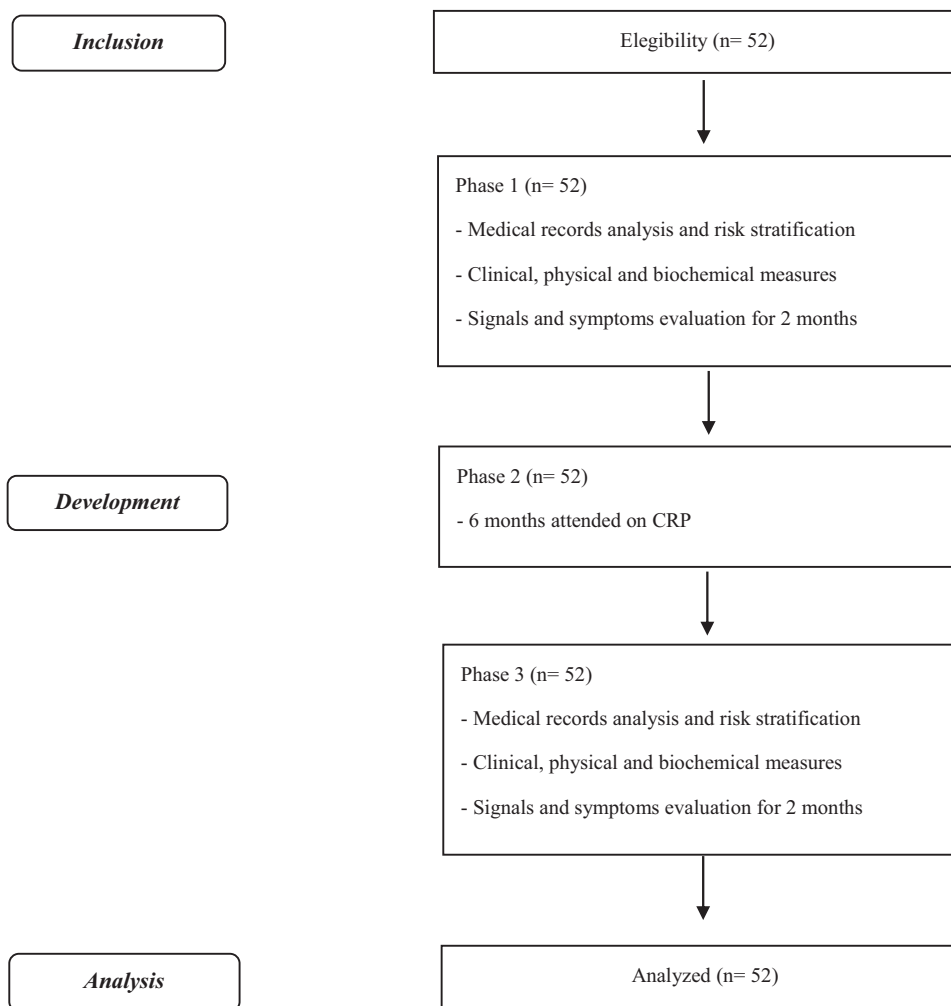 Inclusion
Elegibility (n= 52)
Phase 1 (n= 52)
- Medical records analysis and risk stratification
- Clinical, physical and biochemical measures
- Signals and symptoms evaluation for 2 months
Development
Phase 2 (n= 52)
- 6 months attended on CRP
Phase 3 (n= 52)
- Medical records analysis and risk stratification
- Clinical, physical and biochemical measures
- Signals and symptoms evaluation for 2 months
Analysis
Analyzed (n= 52)